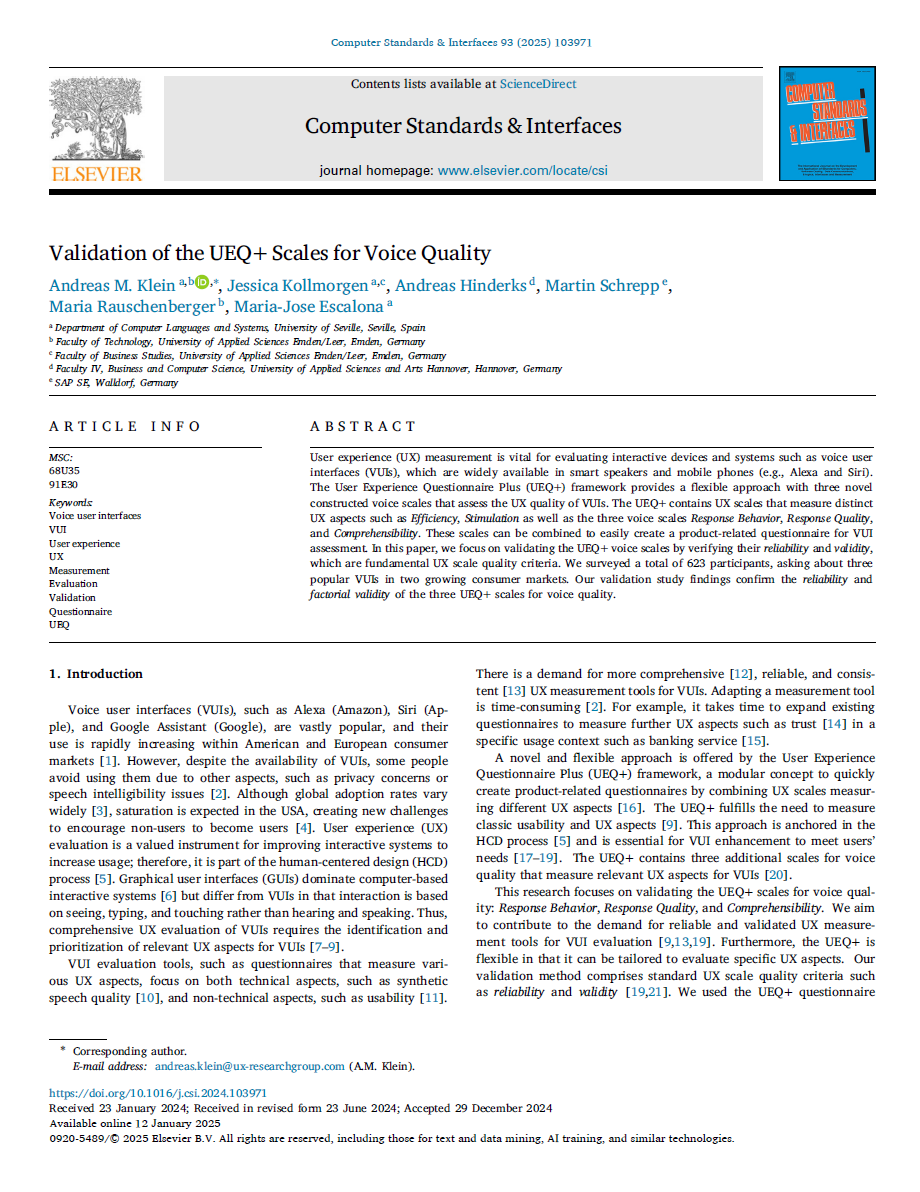 Computer Standards & Interfaces 93 (2025) 103971
Contents lists available at ScienceDirect
Computer Standards & Interfaces
journal homepage: www.elsevier.com/locate/csi
ELSEVIER
COMPUTER
STANDARDS
& INTERFACES
Validation of the UEQ+ Scales for Voice Quality
Andreas M. Klein a,b iD ,*, Jessica Kollmorgen a,c, Andreas Hinderks d, Martin Schrepp e,
Maria Rauschenberger b, Maria-Jose Escalona a
a Department of Computer Languages and Systems, University of Seville, Seville, Spain
b Faculty of Technology, University of Applied Sciences Emden/Leer, Emden, Germany
c Faculty of Business Studies, University of Applied Sciences Emden/Leer, Emden, Germany
d Faculty IV, Business and Computer Science, University of Applied Sciences and Arts Hannover, Hannover, Germany
e SAP SE, Walldorf, Germany
ARTICLE INFO
MSC:
68U35
91E30
Keywords:
Voice user interfaces
VUI
User experience
UX
Measurement
Evaluation
Validation
Questionnaire
UEQ
ABSTRACT
User experience (UX) measurement is vital for evaluating interactive devices and systems such as voice user
interfaces (VUIs), which are widely available in smart speakers and mobile phones (e.g., Alexa and Siri).
The User Experience Questionnaire Plus (UEQ+) framework provides a flexible approach with three novel
constructed voice scales that assess the UX quality of VUIs. The UEQ+ contains UX scales that measure distinct
UX aspects such as Efficiency, Stimulation as well as the three voice scales Response Behavior, Response Quality,
and Comprehensibility. These scales can be combined to easily create a product-related questionnaire for VUI
assessment. In this paper, we focus on validating the UEQ+ voice scales by verifying their reliability and validity,
which are fundamental UX scale quality criteria. We surveyed a total of 623 participants, asking about three
popular VUIs in two growing consumer markets. Our validation study findings confirm the reliability and
factorial validity of the three UEQ+ scales for voice quality.
1. Introduction
Voice user interfaces (VUIs), such as Alexa (Amazon), Siri (Ap-
ple), and Google Assistant (Google), are vastly popular, and their
use is rapidly increasing within American and European consumer
markets [1]. However, despite the availability of VUIs, some people
avoid using them due to other aspects, such as privacy concerns or
speech intelligibility issues [2]. Although global adoption rates vary
widely [3], saturation is expected in the USA, creating new challenges
to encourage non-users to become users [4]. User experience (UX)
evaluation is a valued instrument for improving interactive systems to
increase usage; therefore, it is part of the human-centered design (HCD)
process [5]. Graphical user interfaces (GUIs) dominate computer-based
interactive systems [6] but differ from VUIs in that interaction is based
on seeing, typing, and touching rather than hearing and speaking. Thus,
comprehensive UX evaluation of VUIs requires the identification and
prioritization of relevant UX aspects for VUIs [7–9].
VUI evaluation tools, such as questionnaires that measure vari-
ous UX aspects, focus on both technical aspects, such as synthetic
speech quality [10], and non-technical aspects, such as usability [11].
There is a demand for more comprehensive [12], reliable, and consis-
tent [13] UX measurement tools for VUIs. Adapting a measurement tool
is time-consuming [2]. For example, it takes time to expand existing
questionnaires to measure further UX aspects such as trust [14] in a
specific usage context such as banking service [15].
A novel and flexible approach is offered by the User Experience
Questionnaire Plus (UEQ+) framework, a modular concept to quickly
create product-related questionnaires by combining UX scales measur-
ing different UX aspects [16]. The UEQ+ fulfills the need to measure
classic usability and UX aspects [9]. This approach is anchored in the
HCD process [5] and is essential for VUI enhancement to meet users'
needs [17–19]. The UEQ+ contains three additional scales for voice
quality that measure relevant UX aspects for VUIs [20].
This research focuses on validating the UEQ+ scales for voice qual-
ity: Response Behavior, Response Quality, and Comprehensibility. We aim
to contribute to the demand for reliable and validated UX measure-
ment tools for VUI evaluation [9,13,19]. Furthermore, the UEQ+ is
flexible in that it can be tailored to evaluate specific UX aspects. Our
validation method comprises standard UX scale quality criteria such
as reliability and validity [19,21]. We used the UEQ+ questionnaire
* Corresponding author.
E-mail address: andreas.klein@ux-researchgroup.com (A.M. Klein).
https://doi.org/10.1016/j.csi.2024.103971
Received 23 January 2024; Received in revised form 23 June 2024; Accepted 29 December 2024
Available online 12 January 2025
0920-5489/© 2025 Elsevier B.V. All rights are reserved, including those for text and data mining, AI training, and similar technologies.